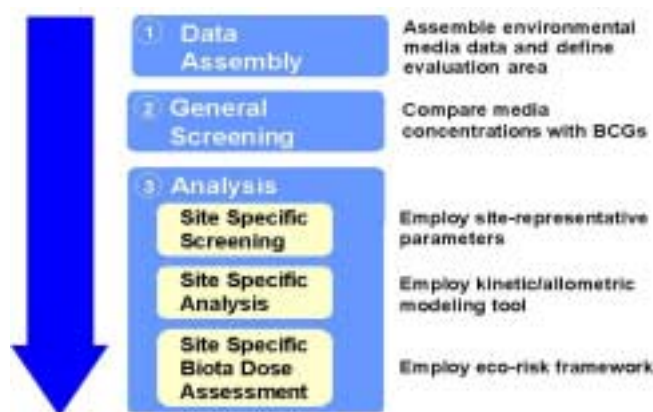 1 Data
Assembly
Assemble environmental
media data and define
evaluation area
2 General
Screening
Compare media
concentrations with BCGs
3 Analysis
Site Specific
Screening
Employ site-representative
parameters
Site Specific
Analysis
Employ kinetic/allometric
modeling tool
Site Specific
Biota Dose
Assessment
Employ eco-risk framework